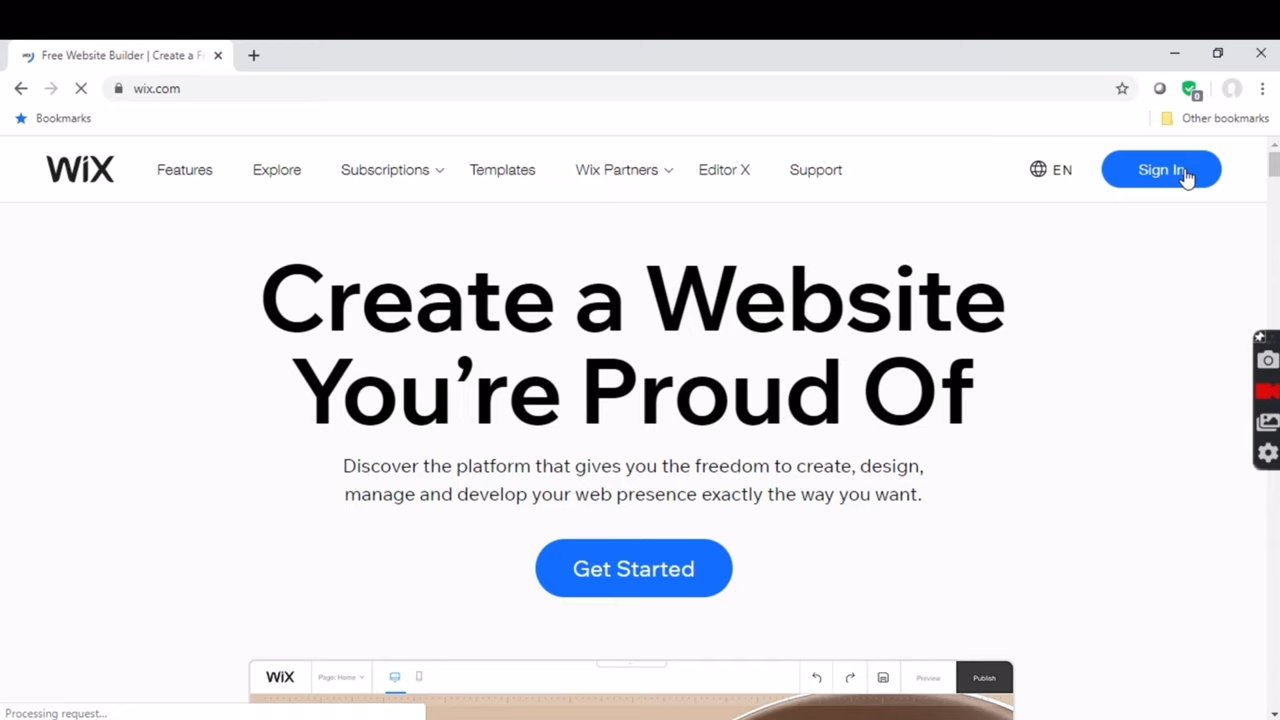 Free Website Builder | Create a F
wix.com
Bookmarks
Other bookmarks
0
WiX
Features
Explore
Subscriptions
Templates
Wix Partners
Editor X
Support
EN
Sign In
Create a Website
You're Proud Of
Discover the platform that gives you the freedom to create, design,
manage and develop your web presence exactly the way you want.
Get Started
WiX
Page: Home
Preview
Publish
Processing request...